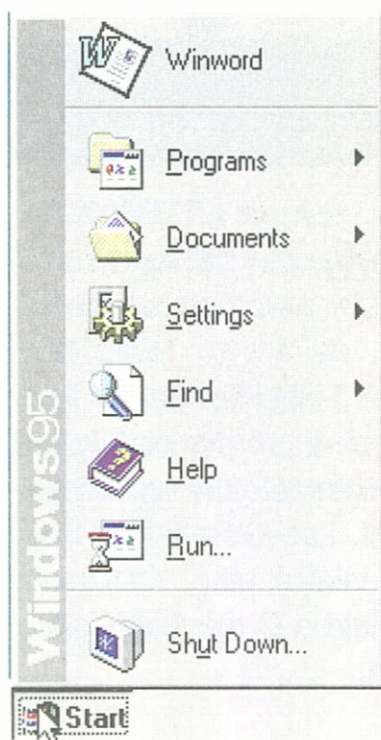 Winword
Programs
Documents
Settings
Find
Help
Run...
Shut Down...
Windows95
Start